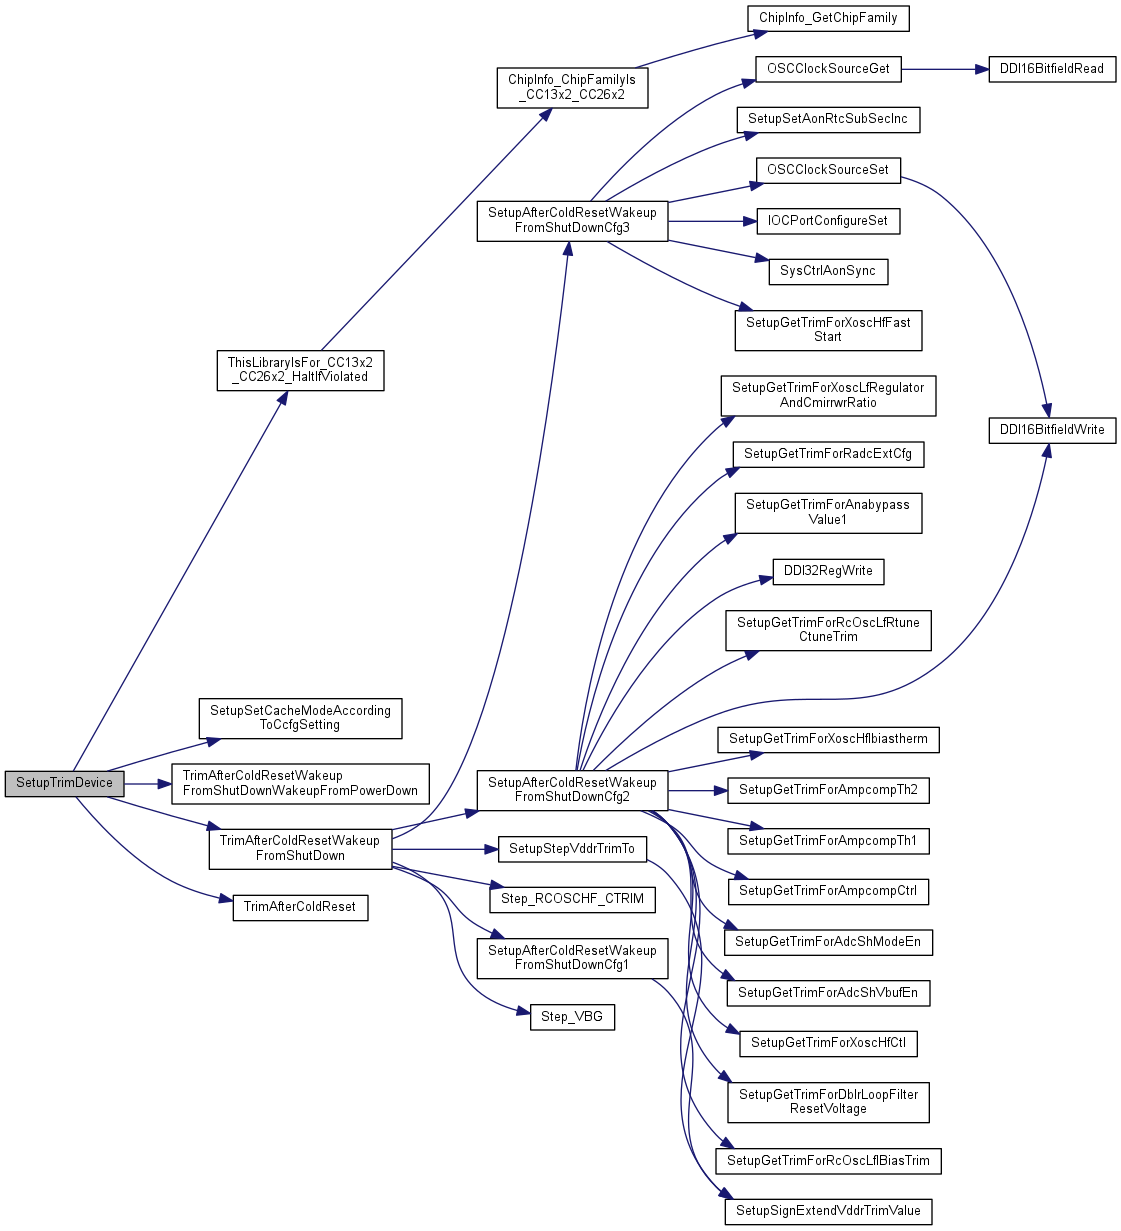 ChipInfo_GetChipFamily
ChipInfo_ChipFamilyIs
_CC13x2_CC26x2
OSCClockSourceGet
DDI16BitfieldRead
SetupSetAonRtcSubSecInc
OSCClockSourceSet
SetupAfterColdResetWakeup
FromShutDownCfg3
IOCPortConfigureSet
SysCtrlAonSync
SetupGetTrimForXoscHfFast
Start
ThisLibraryIsFor_CC13x2
_CC26x2_HaltIfViolated
SetupGetTrimForXoscLfRegulator
AndCmirrwrRatio
DDI16BitfieldWrite
SetupGetTrimForRadcExtCfg
SetupGetTrimForAnabypass
Value1
DDI32RegWrite
SetupGetTrimForRcOscLfRtune
CtuneTrim
SetupSetCacheModeAccording
ToCcfgSetting
SetupGetTrimForXoscHfIbiastherm
SetupTrimDevice
TrimAfterColdResetWakeup
FromShutDownWakeupFromPowerDown
SetupAfterColdResetWakeup
FromShutDownCfg2
SetupGetTrimForAmpcompTh2
TrimAfterColdResetWakeup
FromShutDown
SetupStepVddrTrimTo
SetupGetTrimForAmpcompTh1
TrimAfterColdReset
Step_RCOSCHF_CTRIM
SetupGetTrimForAmpcompCtrl
SetupAfterColdResetWakeup
FromShutDownCfg1
SetupGetTrimForAdcShModeEn
SetupGetTrimForAdcShVbufEn
Step_VBG
SetupGetTrimForXoscHfCtl
SetupGetTrimForDblrLoopFilter
ResetVoltage
SetupGetTrimForRcOscLfIBiasTrim
SetupSignExtendVddrTrimValue